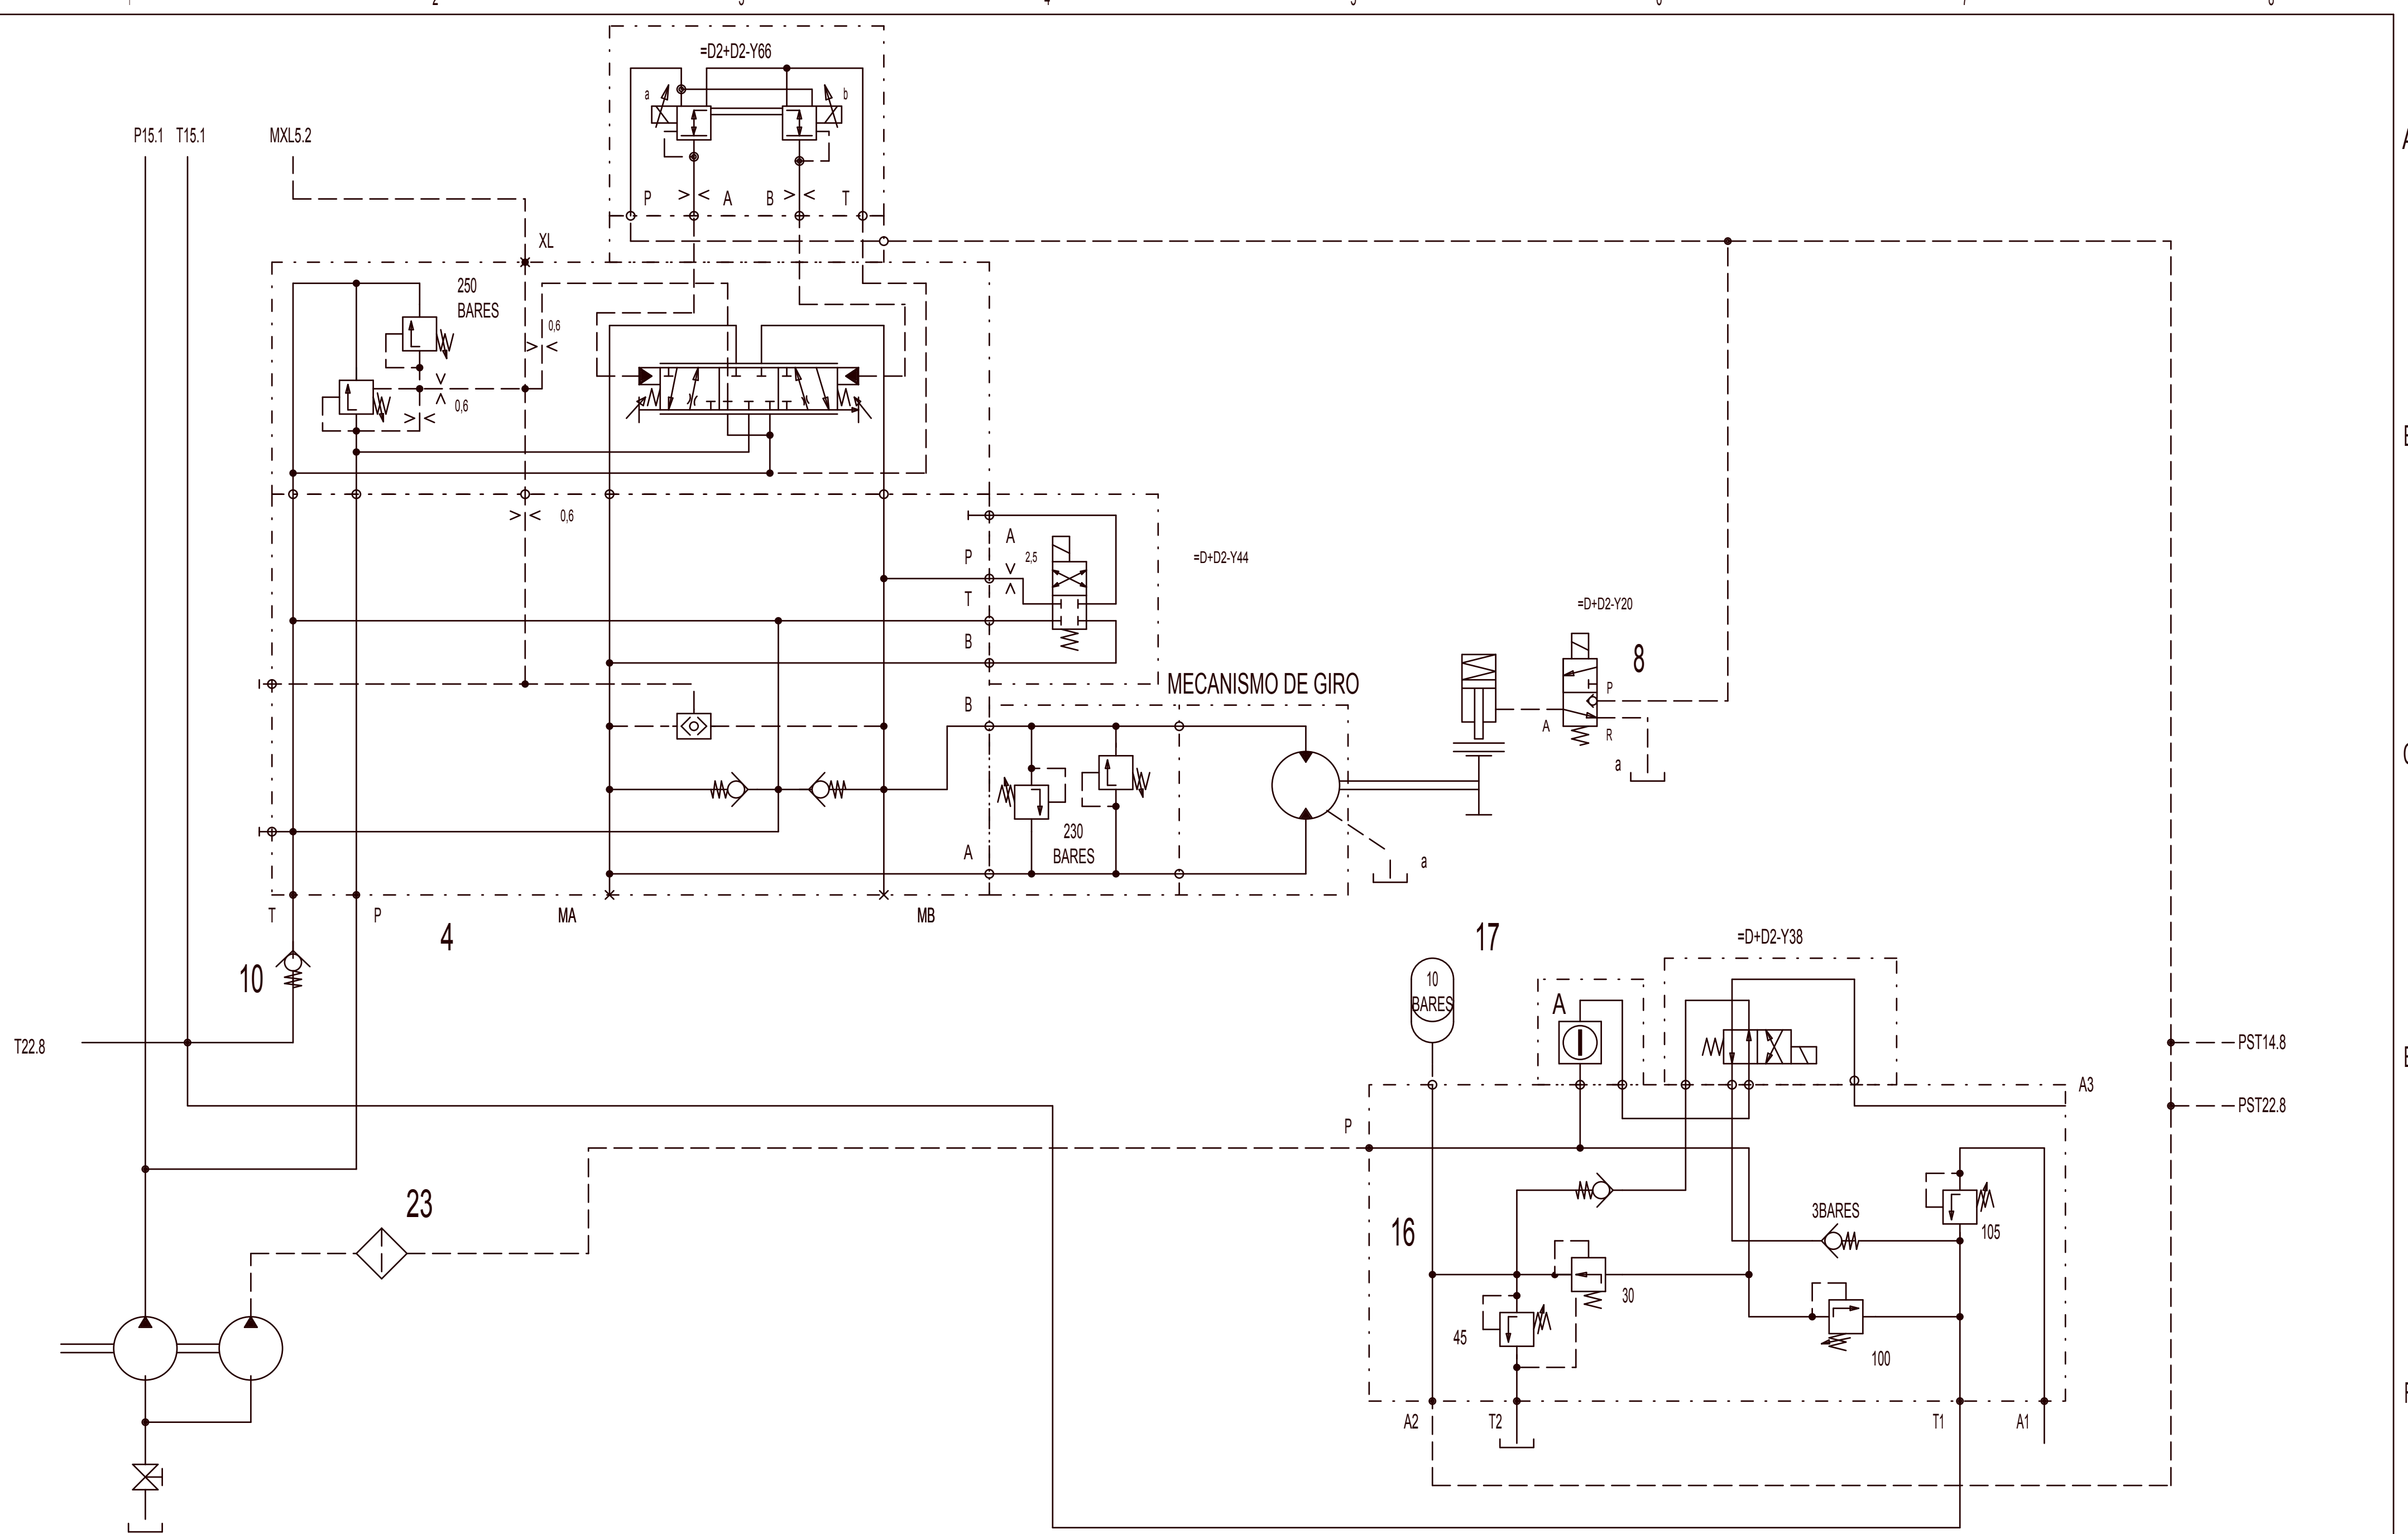 =D2+D2-Y66
a
b
P15.1
T15.1
MXL5.2
P
A
B
T
XL
250
BARES
0,6
0,6
0,6
A
P
2,5
=D+D2-Y44
T
B
=D+D2-Y20
8
MECANISMO DE GIRO
P
B
A
R
a
230
BARES
A
a
T
P
MA
MB
4
10
17
=D+D2-Y38
10
BARES
A
T22.8
PST14.8
A3
PST22.8
P
23
16
3BARES
105
30
45
100
A2
T2
T1
A1